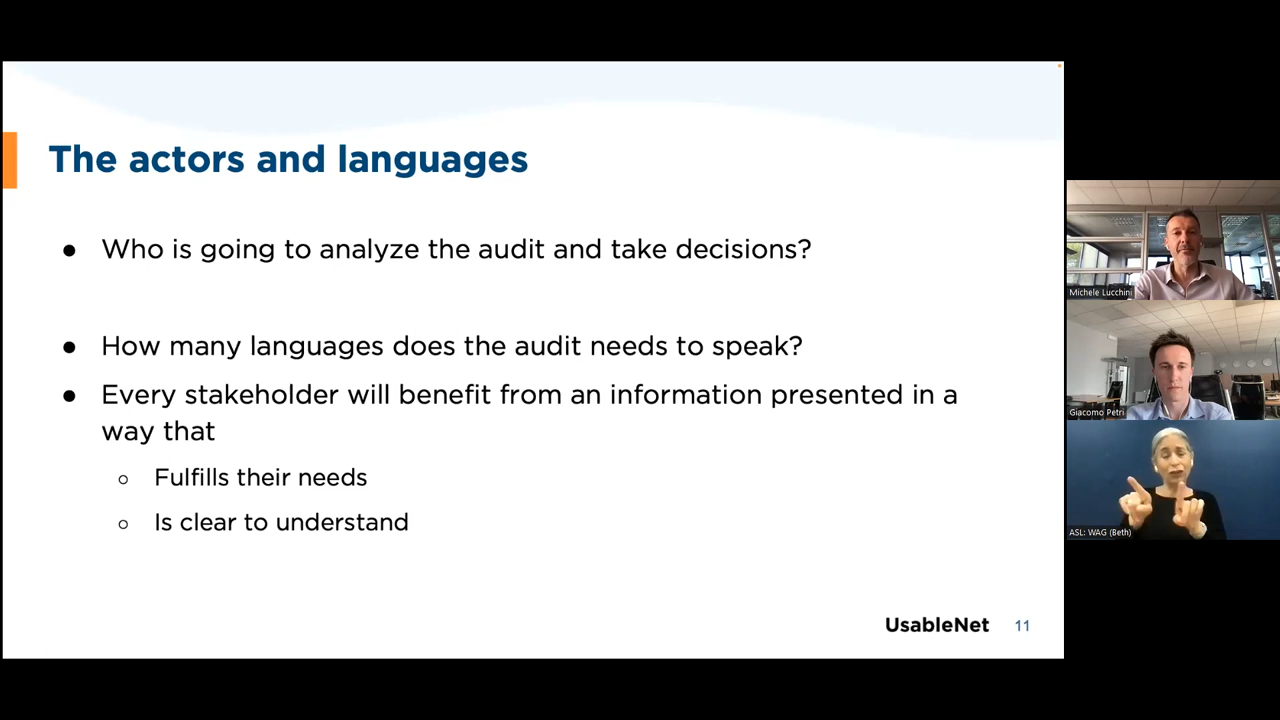 The actors and languages
● Who is going to analyze the audit and take decisions?
● How many languages does the audit needs to speak?
● Every stakeholder will benefit from an information presented in a
way that
○ Fulfills their needs
○ Is clear to understand
UsableNet 11
Michele Lucchini
Giacomo Petri
ASL: WAG (Beth)